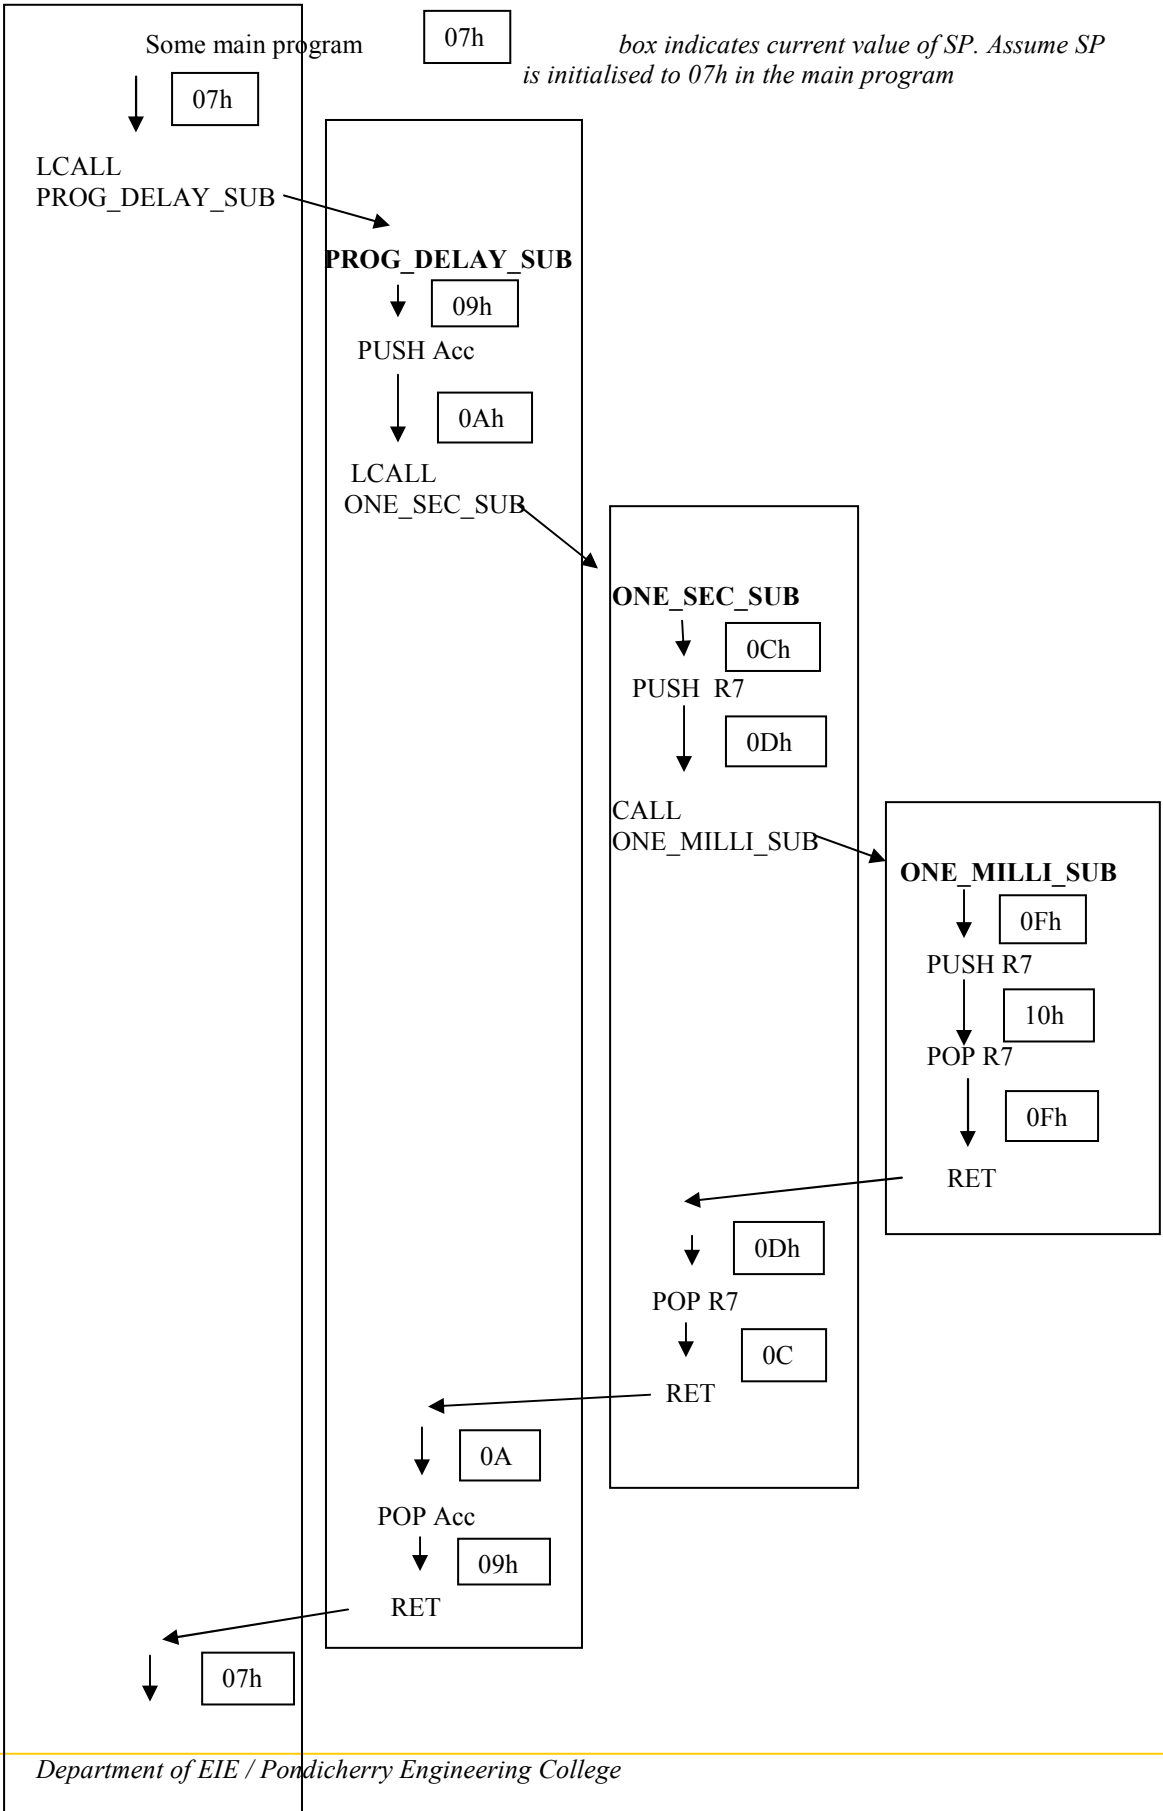 Some main program
07h
box indicates current value of SP. Assume SP
is initialised to 07h in the main program
07h
LCALL
PROG_DELAY_SUB
PROG_DELAY_SUB
09h
PUSH Acc
0Ah
LCALL
ONE_SEC_SUB
ONE_SEC_SUB
0Ch
PUSH R7
0Dh
CALL
ONE_MILLI_SUB
ONE_MILLI_SUB
0Fh
PUSH R7
10h
POP R7
0Fh
RET
0Dh
POP R7
0C
RET
0A
POP Acc
09h
RET
07h
Department of EIE / Pondicherry Engineering College